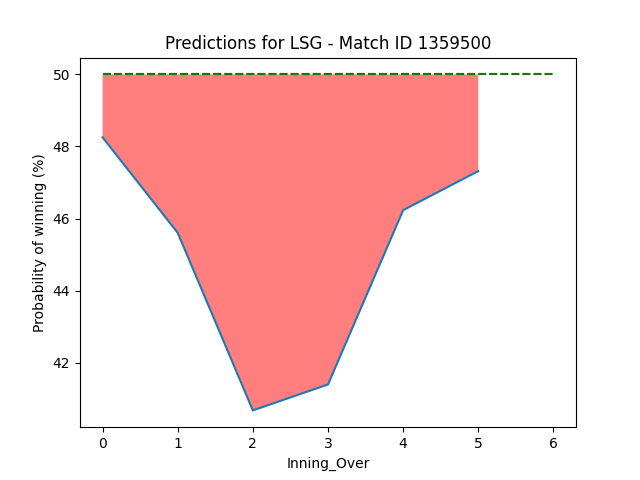 Predictions for LSG - Match ID 1359500
50
48
46
44
42
Probability of winning (%)
0 1 2 3 4 5 6
Inning_Over